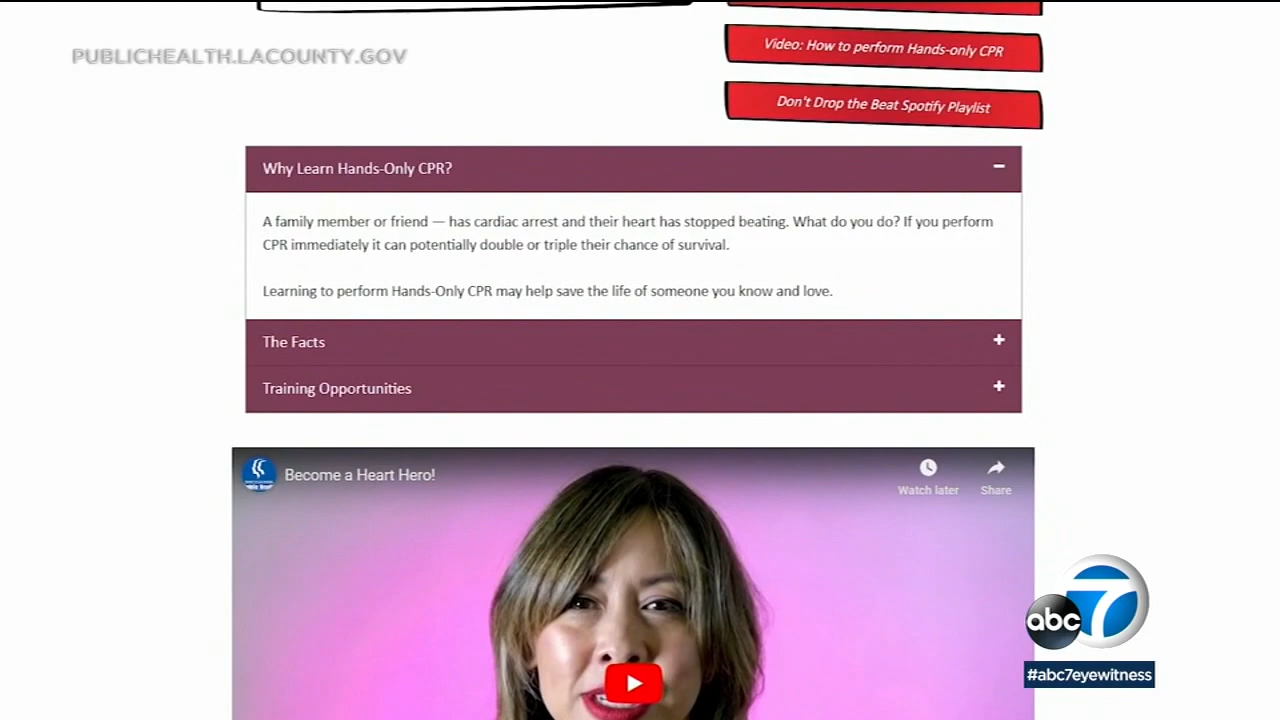 PUBLICHEALTH.LACOUNTY.GOV
Video: How to perform Hands-only CPR
Don't Drop the Beat Spotify Playlist
Why Learn Hands-Only CPR?
A family member or friend — has cardiac arrest and their heart has stopped beating. What do you do? If you perform
CPR immediately it can potentially double or triple their chance of survival.
Learning to perform Hands-Only CPR may help save the life of someone you know and love.
The Facts
Training Opportunities
Become a Heart Hero!
Watch later
Share
abc 7
#abc7eyewitness